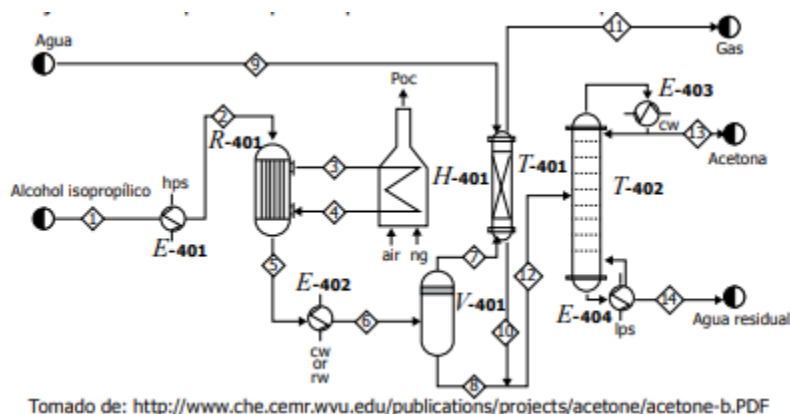 Agua
9
11
Gas
Poc
E-403
cw
13
Acetona
2
R-401
hps
3
H-401
T-401
T-402
Alcohol isopropílico
1
4
E-401
air
ng
7
12
5
E-402
V-401
6
10
E-404
14
lps
Agua residual
cw
or
rw
8
Tomado de: http://www.che.cemr.wvu.edu/publications/projects/acetone/acetone-b.PDF